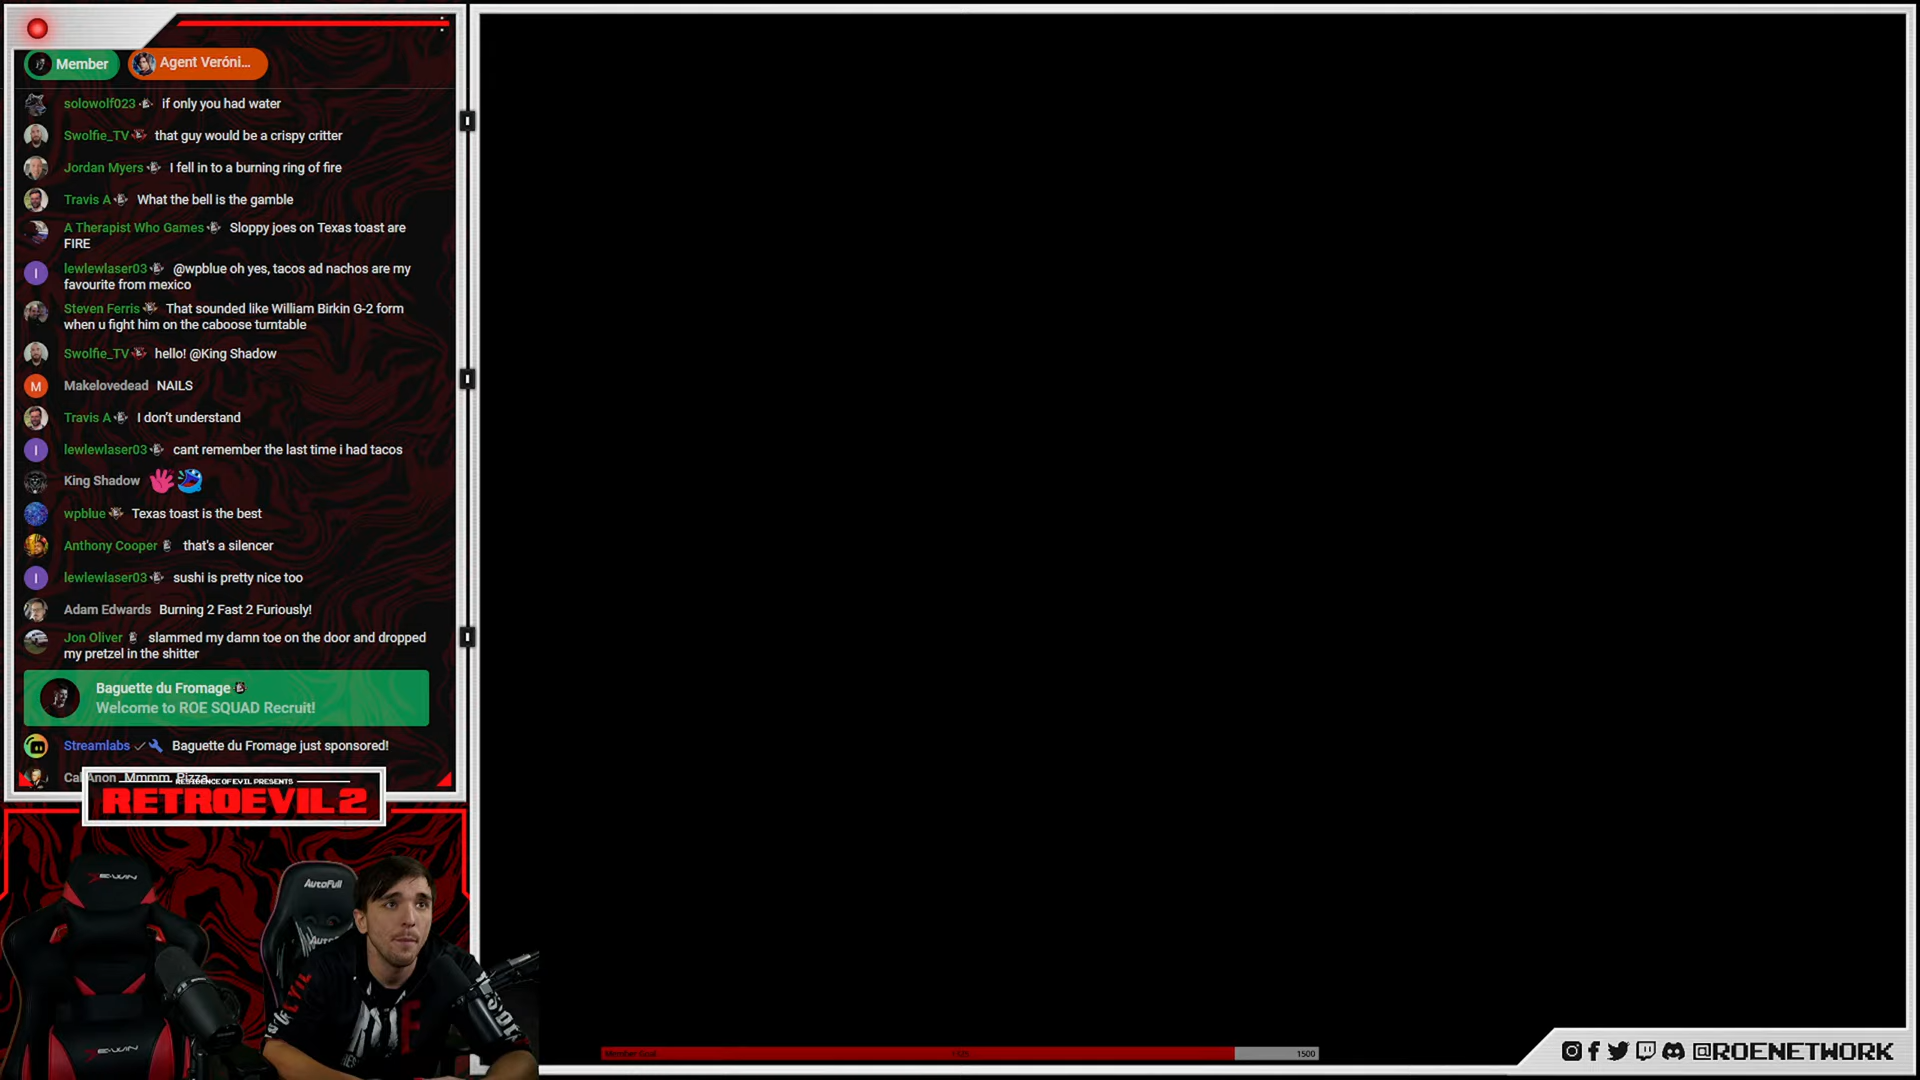 Member
Agent Veróni...
solowolf023 if only you had water
Swolfie_TV that guy would be a crispy critter
Jordan Myers I fell in to a burning ring of fire
Travis A What the bell is the gamble
A Therapist Who Games Sloppy joes on Texas toast are
FIRE
I
lewlewlaser03 @wpblue oh yes, tacos ad nachos are my
favourite from mexico
Steven Ferris That sounded like William Birkin G-2 form
when u fight him on the caboose turntable
Swolfie_TV hello! @King Shadow
M
Makelovedead NAILS
Travis A I don't understand
I
lewlewlaser03 cant remember the last time i had tacos
King Shadow
wpblue Texas toast is the best
Anthony Cooper that's a silencer
I
lewlewlaser03 sushi is pretty nice too
Adam Edwards Burning 2 Fast 2 Furiously!
Jon Oliver slammed my damn toe on the door and dropped
my pretzel in the shitter
Baguette du Fromage
Welcome to ROE SQUAD Recruit!
Streamlabs Baguette du Fromage just sponsored!
Anon Mmmm Pizza
RESIDENCE OF EVIL PRESENTS
RETROEVIL 2
AutoFull
Member Goal
1500
@ROENETWORK